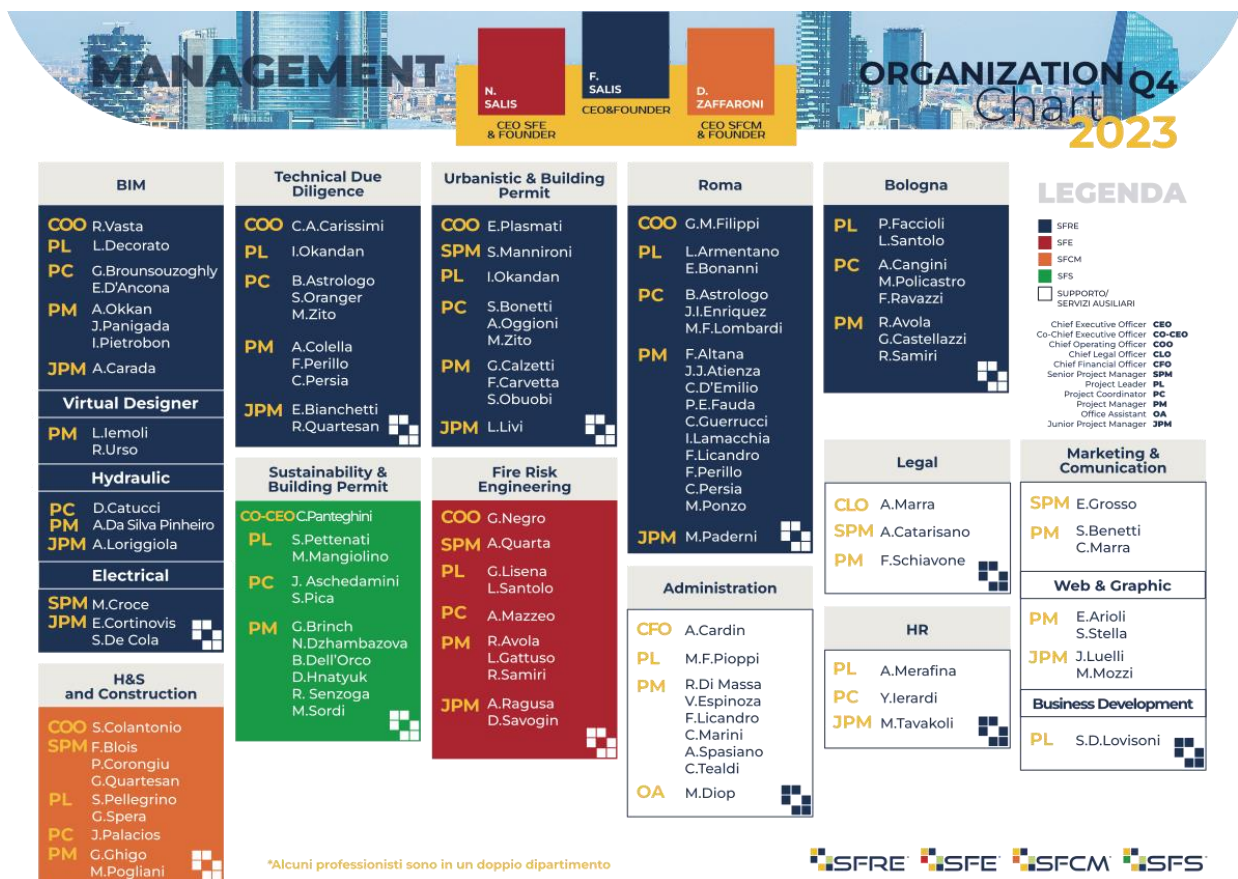 MANAGEMENT
N.
SALIS
CEO SFE
& FOUNDER
F.
SALIS
CEO&FOUNDER
D.
ZAFFARONI
CEO SFCM
& FOUNDER
ORGANIZATION Q4
Chart
2023
BIM
COO R.Vasta
PL L.Decorato
PC G.Brounsouzoghly
E.D'Ancona
PM A.Okkan
J.Panigada
I.Pietrobon
JPM A.Carada
Virtual Designer
PM L.Iemoli
R.Urso
Hydraulic
PC D.Catucci
PM A.Da Silva Pinheiro
JPM A.Loriggiola
Electrical
SPM M.Croce
JPM E.Cortinovis
S.De Cola
H&S
and Construction
COO S.Colantonio
SPM F.Blois
P.Corongiu
G.Quartesan
PL S.Pellegrino
G.Spera
PC J.Palacios
PM G.Ghigo
M.Pogliani
Technical Due
Diligence
COO C.A.Carissimi
PL I.Okandan
PC B.Astrologo
S.Oranger
M.Zito
PM A.Colella
F.Perillo
C.Persia
JPM E.Bianchetti
R.Quartesan
Sustainability &
Building Permit
CO-CEO C.Panteghini
PL S.Pettenati
M.Mangiolino
PC J. Aschedamini
S.Pica
PM G.Brinch
N.Dzhambazova
B.Dell'Orco
D.Hnatyuk
R. Senzoga
M.Sordi
Urbanistic & Building
Permit
COO E.Plasmati
SPM S.Mannironi
PL I.Okandan
PC S.Bonetti
A.Oggioni
M.Zito
PM G.Calzetti
F.Carvetta
S.Obuobi
JPM L.Livi
Fire Risk
Engineering
COO G.Negro
SPM A.Quarta
PL G.Lisena
L.Santolo
PC A.Mazzeo
PM R.Avola
L.Gattuso
R.Samiri
JPM A.Ragusa
D.Savogin
Roma
COO G.M.Filippi
PL L.Armentano
E.Bonanni
PC B.Astrologo
J.I.Enriquez
M.F.Lombardi
PM F.Altana
J.J.Atienza
C.D'Emilio
P.E.Fauda
C.Guerrucci
I.Lamacchia
F.Licandro
F.Perillo
C.Persia
M.Ponzo
JPM M.Paderni
Administration
CFO A.Cardin
PL M.F.Pioppi
PM R.Di Massa
V.Espinoza
F.Licandro
C.Marini
A.Spasiano
C.Tealdi
OA M.Diop
Bologna
PL P.Faccioli
L.Santolo
PC A.Cangini
M.Policastro
F.Ravazzi
PM R.Avola
G.Castellazzi
R.Samiri
Legal
CLO A.Marra
SPM A.Catarisano
PM F.Schiavone
HR
PL A.Merafina
PC Y.Ierardi
JPM M.Tavakoli
LEGENDA
SFRE
SFE
SFCM
SFS
SUPPORTO/
SERVIZI AUSILIARI
Chief Executive Officer CEO
Co-Chief Executive Officer CO-CEO
Chief Operating Officer COO
Chief Legal Officer CLO
Chief Financial Officer CFO
Senior Project Manager SPM
Project Leader PL
Project Coordinator PC
Project Manager PM
Office Assistant OA
Junior Project Manager JPM
Marketing &
Comunication
SPM E.Grosso
PM S.Benetti
C.Marra
Web & Graphic
PM E.Arioli
S.Stella
JPM J.Luelli
M.Mozzi
Business Development
PL S.D.Lovisoni
*Alcuni professionisti sono in un doppio dipartimento
SFRE SFE SFCM SFS